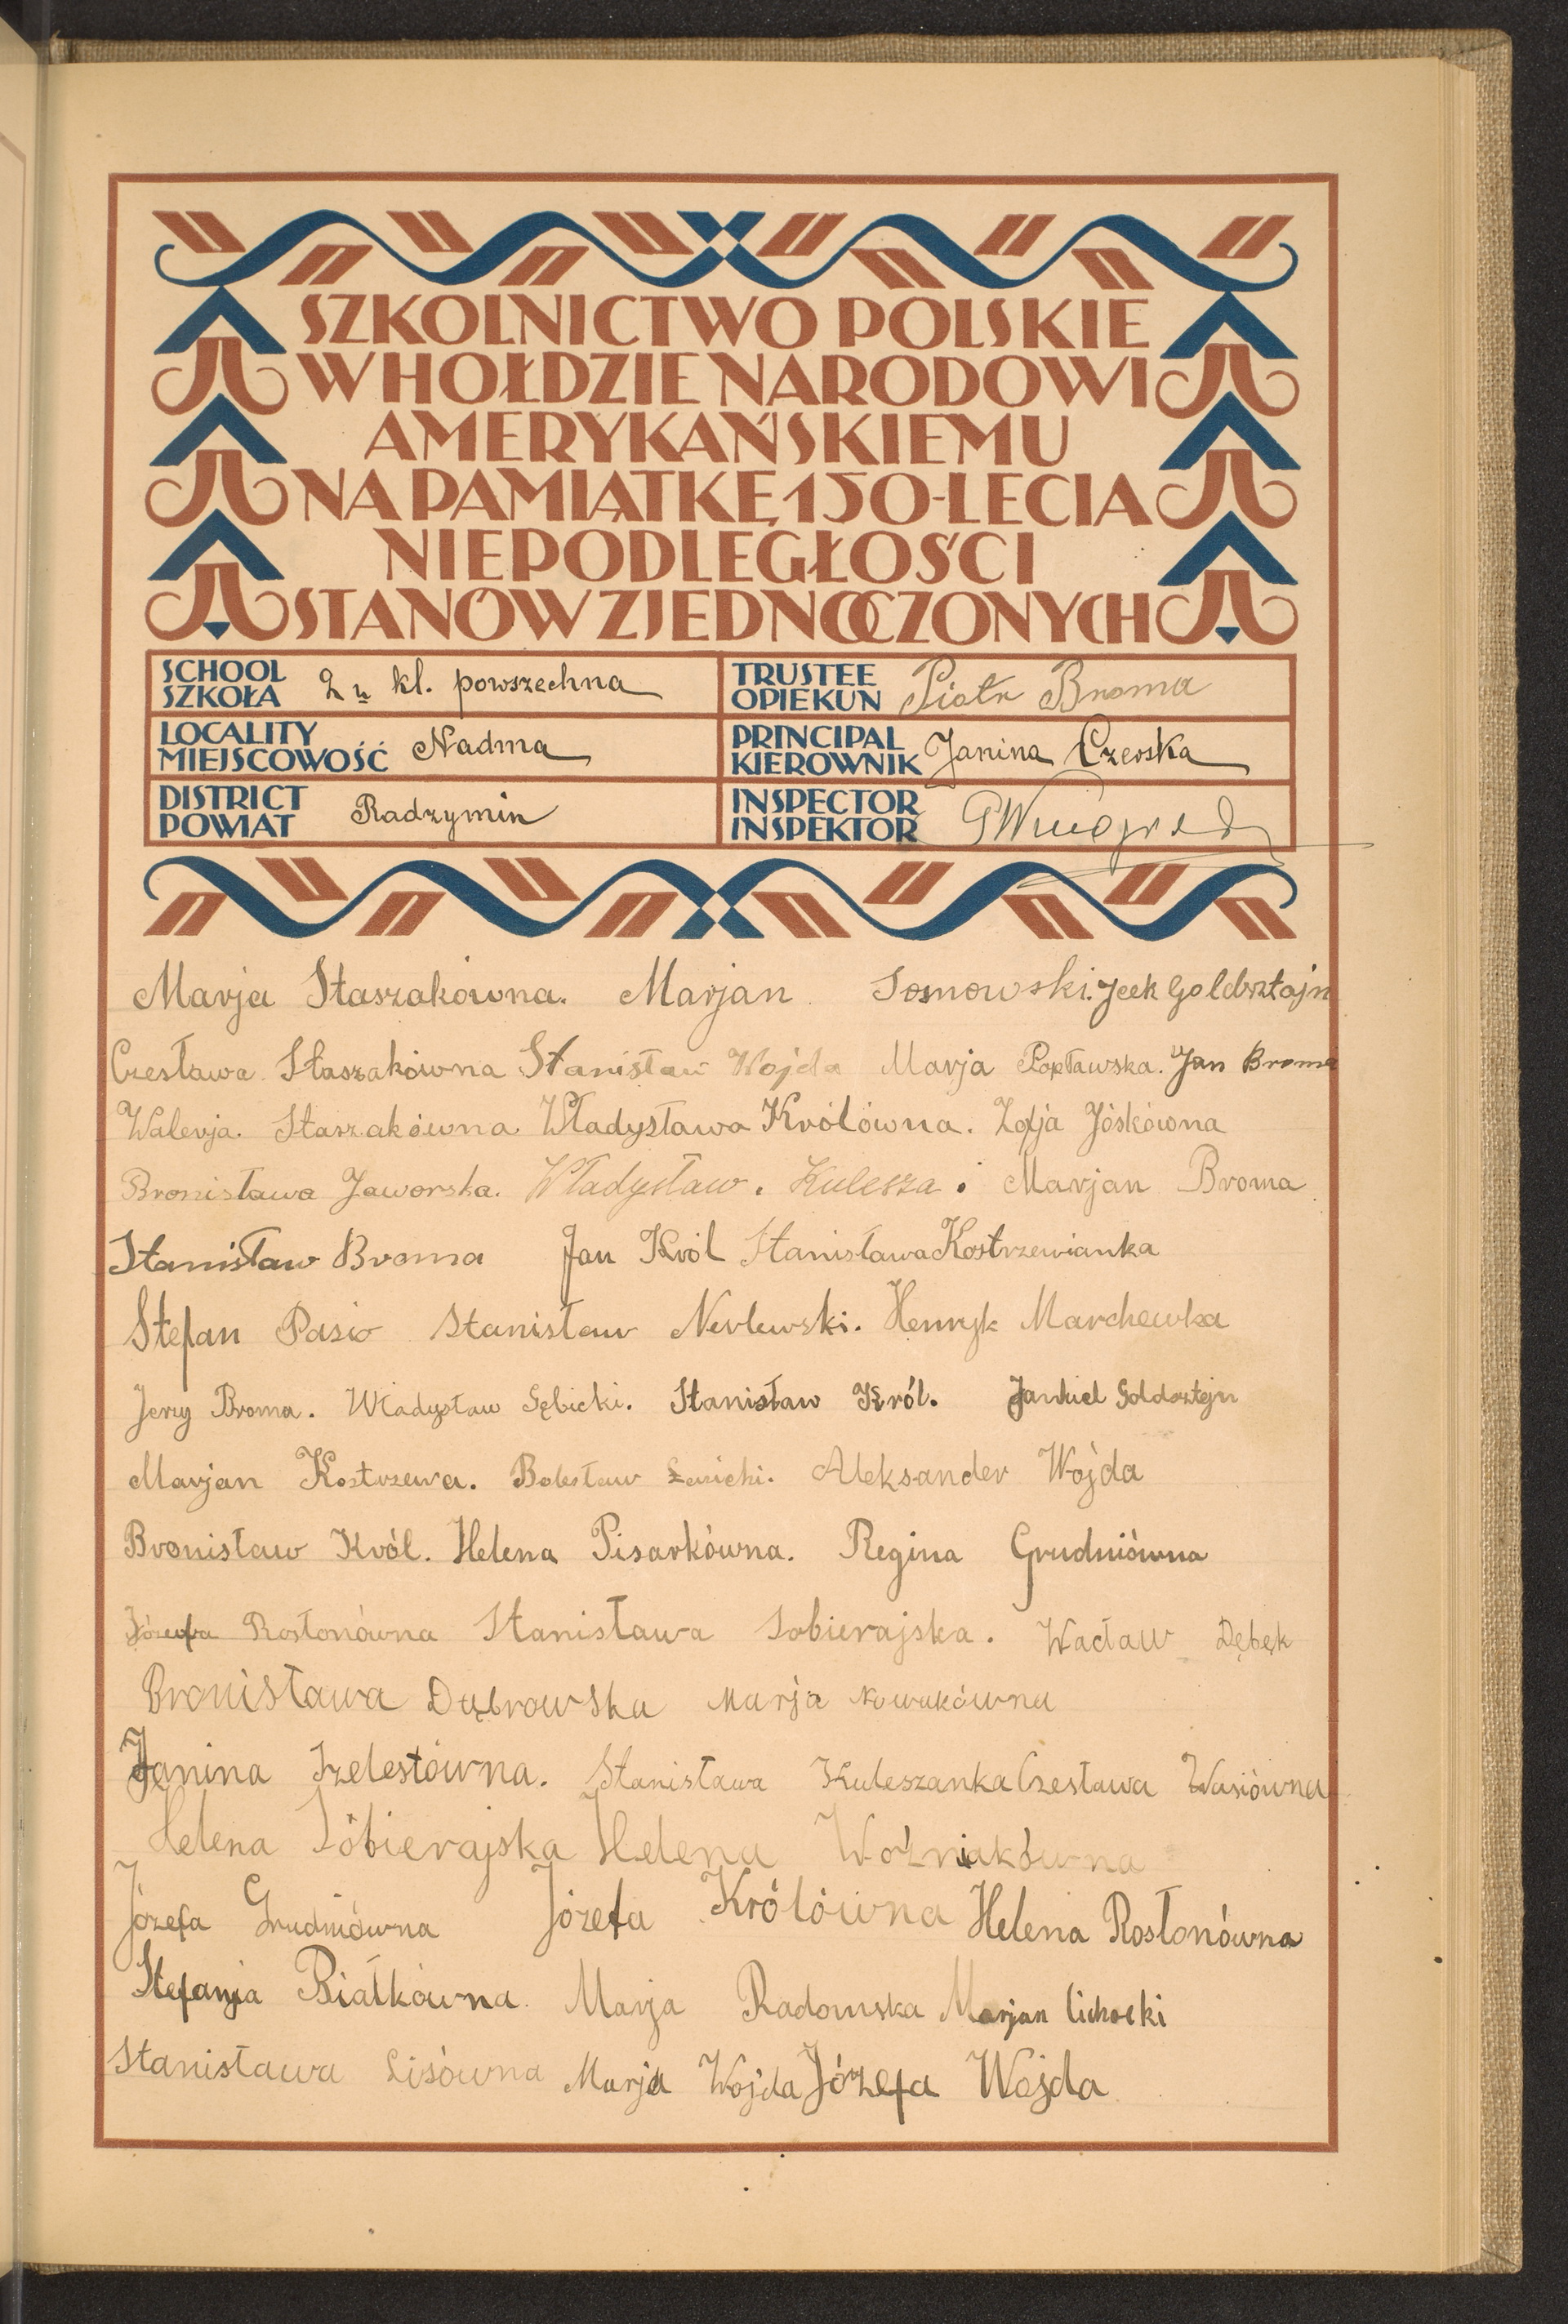 SZKOLNICTWO POLSKIE
W HOŁDZIE NARODOWI
AMERYKAŃSKIEMU
NA PAMIĄTKĘ 150-LECIA
NIEPODLEGŁOŚCI
STANÓW ZJEDNOCZONYCH
SCHOOL
SZKOŁA 2 kl. powszechna
TRUSTEE
OPIEKUN Piotr Broma
LOCALITY
MIEJSCOWOŚĆ Nadma
PRINCIPAL
KIEROWNIK Janina Czerska
DISTRICT
POWIAT Radzymin
INSPECTOR
INSPEKTOR
Marja Staszakówna. Marjan Sosnowski. Jcek Goldsztajn
Czesława Staszakówna Stanisław Wojda Marja Popławska. Jan Broma
Walerja. Staszakówna Władysława Królówna. Zofja Jóskówna
Bronisława Jaworska. Władysław. Kulesza. Marjan Broma
Stanisław Broma Jan Król Stanisława Kostrzewianka
Stefan Pasio Stanisław Nerlewski. Henryk Marchewka
Jerzy Broma. Władysław Gębicki. Stanisław Król. Jankiel Goldsztejn
Marjan Kostrzewa. Bolesław Aleksander Wojda
Bronisław Król. Helena Pisarkówna. Regina Grudniówna
Józefa Rosłonówna Stanisława Sobierajska. Wacław Dębek
Bronisława Dąbrowska Marja Nowakówna
Janina Szelestówna. Stanisława Kuleszanka Czesława Wasiówna
Helena Sobierajska Helena Woźniakówna
Józefa Grudniówna Józefa Królówna Helena Rosłonówna
Stefanja Białkówna Marja Radomska Marjan Cichocki
Stanisława Lisówna Marja Wojda Józefa Wojda